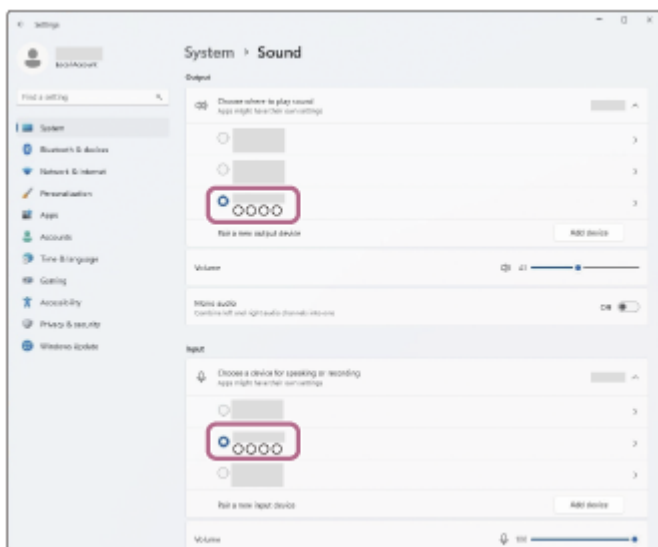 Settings
Local Account
System > Sound
Output
Find a setting
Choose where to play sound
Apps might have their own settings
System
Bluetooth & devices
Network & internet
Personalization
Apps
Pair a new output device
Add device
Accounts
Time & language
Volume
Gaming
Accessibility
Mono audio
Combine left and right audio channels into one
Off
Privacy & security
Windows Update
Input
Choose a device for speaking or recording
Apps might have their own settings
Pair a new input device
Add device
Volume
100